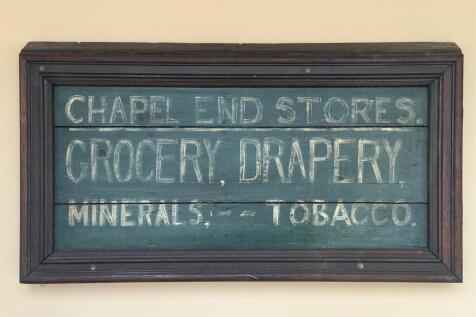 CHAPEL END STORES.
GROCERY, DRAPERY,
MINERALS, -- TOBACCO.